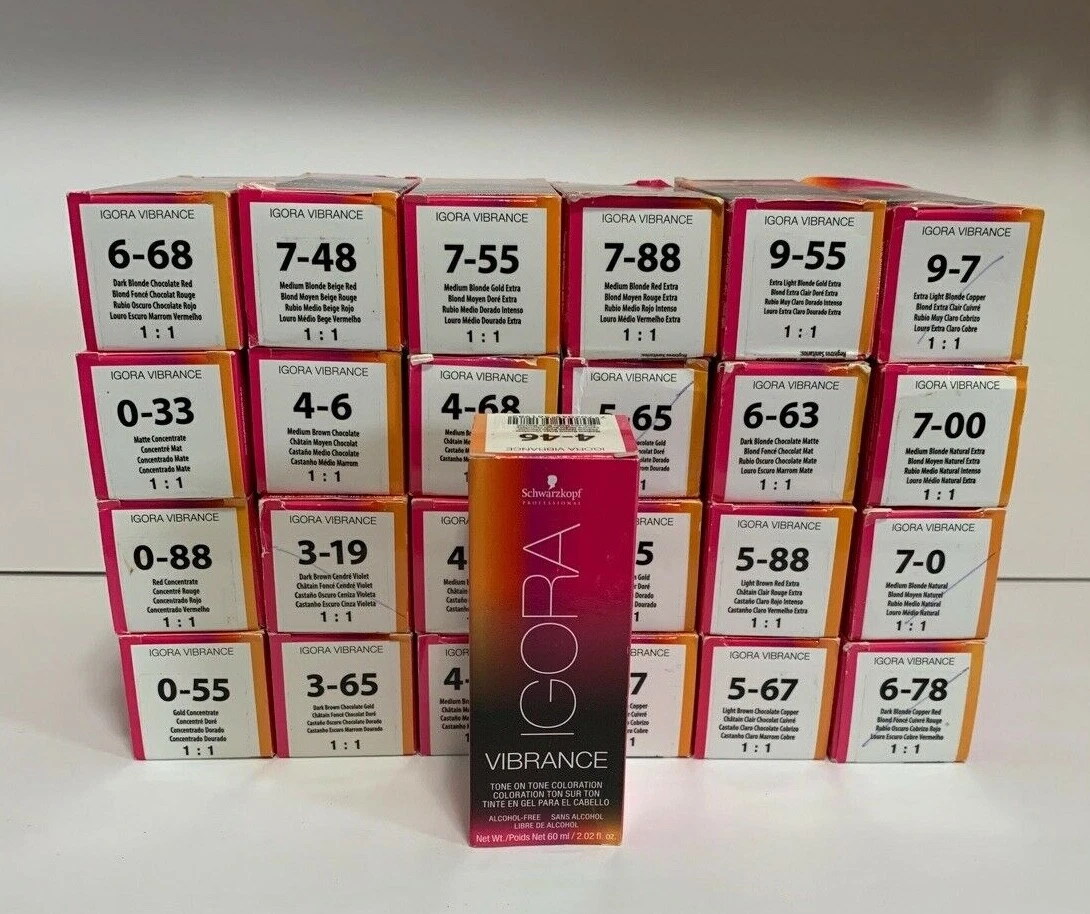 IGORA VIBRANCE
6-68
Dark Blonde Chocolate Red
Blond Foncé Chocolat Rouge
Rubio Oscuro Chocolate Rojo
Louro Escuro Marrom Vermelho
1 : 1
IGORA VIBRANCE
7-48
Medium Blonde Beige Red
Blond Moyen Beige Rouge
Rubio Medio Beige Rojo
Louro Médio Bege Vermelho
1 : 1
IGORA VIBRANCE
7-55
Medium Blonde Gold Extra
Blond Moyen Doré Extra
Rubio Medio Dorado Intenso
Louro Médio Dourado Extra
1 : 1
IGORA VIBRANCE
7-88
Medium Blonde Red Extra
Blond Moyen Rouge Extra
Rubio Medio Rojo Intenso
Louro Médio Vermelho Extra
1 : 1
IGORA VIBRANCE
9-55
Extra Light Blonde Gold Extra
Blond Extra Clair Doré Extra
Rubio Muy Claro Dorado Intenso
Louro Extra Claro Dourado Extra
1 : 1
IGORA VIBRANCE
9-7
Extra Light Blonde Copper
Blond Extra Clair Cuivré
Rubio Muy Claro Cobrizo
Louro Extra Claro Cobre
1 : 1
IGORA VIBRANCE
0-33
Matte Concentrate
Concentré Mat
Concentrado Mate
Concentrado Mate
1 : 1
IGORA VIBRANCE
4-6
Medium Brown Chocolate
Châtain Moyen Chocolat
Castaño Medio Chocolate
Castanho Médio Marrom
1 : 1
IGORA VIBRANCE
4-68
IGORA VIBRANCE
5-65
IGORA VIBRANCE
6-63
Dark Blonde Chocolate Matte
Blond Foncé Chocolat Mat
Rubio Oscuro Chocolate Mate
Louro Escuro Marrom Mate
1 : 1
IGORA VIBRANCE
7-00
Medium Blonde Natural Extra
Blond Moyen Naturel Extra
Rubio Medio Natural Intenso
Louro Médio Natural Extra
1 : 1
IGORA VIBRANCE
0-88
Red Concentrate
Concentré Rouge
Concentrado Rojo
Concentrado Vermelho
1 : 1
IGORA VIBRANCE
3-19
Dark Brown Cendré Violet
Châtain Foncé Cendré Violet
Castaño Oscuro Ceniza Violeta
Castanho Escuro Cinza Violeta
1 : 1
IGORA
4
Medium
IGORA VIBRANCE
5-88
Light Brown Red Extra
Châtain Clair Rouge Extra
Castaño Claro Rojo Intenso
Castanho Claro Vermelho Extra
1 : 1
IGORA VIBRANCE
7-0
Medium Blonde Natural
Blond Moyen Naturel
Rubio Medio Natural
Louro Médio Natural
1 : 1
IGORA VIBRANCE
0-55
Gold Concentrate
Concentré Doré
Concentrado Dorado
Concentrado Dourado
1 : 1
IGORA VIBRANCE
3-65
Dark Brown Chocolate Gold
Châtain Foncé Chocolat Doré
Castaño Oscuro Chocolate Dorado
Castanho Escuro Marrom Dourado
1 : 1
IGORA
4-
IGORA VIBRANCE
5-67
Light Brown Chocolate Copper
Châtain Clair Chocolat Cuivré
Castaño Claro Chocolate Cobrizo
Castanho Claro Marrom Cobre
1 : 1
IGORA VIBRANCE
6-78
Dark Blonde Copper Red
Blond Foncé Cuivré Rouge
Rubio Oscuro Cobrizo Rojo
Louro Escuro Cobre Vermelho
1 : 1
4-46
IGORA VIBRANCE
Schwarzkopf
PROFESSIONAL
IGORA
VIBRANCE
TONE ON TONE COLORATION
COLORATION TON SUR TON
TINTE EN GEL PARA EL CABELLO
ALCOHOL-FREE SANS ALCOHOL
LIBRE DE ALCOHOL
Net Wt./Poids Net 60 ml / 2.02 fl. oz.